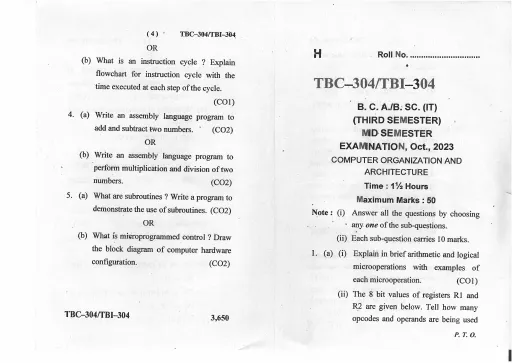 ( 4 ) TBC-304/TBI-304
OR
(b) What is an instruction cycle ? Explain
flowchart for instruction cycle with the
time executed at each step of the cycle.
(CO1)
4. (a) Write an assembly language program to
add and subtract two numbers. (CO2)
OR
(b) Write an assembly language program to
perform multiplication and division of two
numbers. (CO2)
5. (a) What are subroutines ? Write a program to
demonstrate the use of subroutines. (CO2)
OR
(b) What is microprogrammed control ? Draw
the block diagram of computer hardware
configuration. (CO2)
TBC-304/TBI-304 3,650
H Roll No. ..............................
TBC-304/TBI-304
B. C. A./B. SC. (IT)
(THIRD SEMESTER)
MID SEMESTER
EXAMINATION, Oct., 2023
COMPUTER ORGANIZATION AND
ARCHITECTURE
Time : 1½ Hours
Maximum Marks : 50
Note : (i) Answer all the questions by choosing
any one of the sub-questions.
(ii) Each sub-question carries 10 marks.
1. (a) (i) Explain in brief arithmetic and logical
microoperations with examples of
each microoperation. (CO1)
(ii) The 8 bit values of registers R1 and
R2 are given below. Tell how many
opcodes and operands are being used
P. T. O.